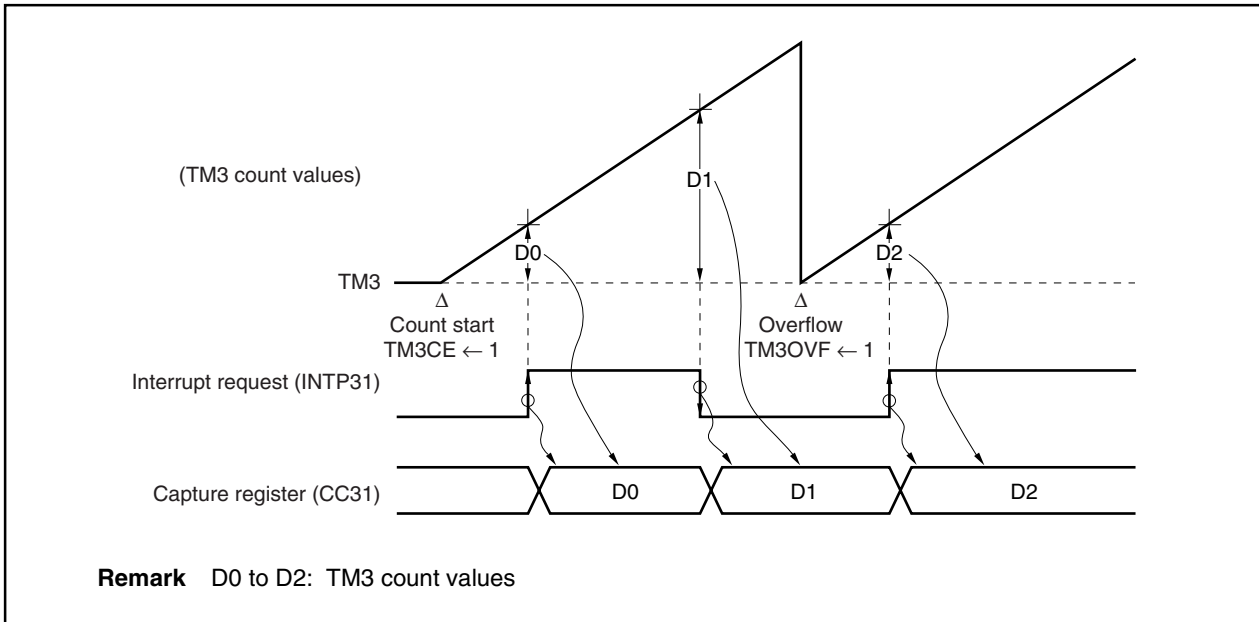 (TM3 count values)
D1
D0
D2
TM3
Δ
Count start
TM3CE ← 1
Δ
Overflow
TM3OVF ← 1
Interrupt request (INTP31)
Capture register (CC31)
D0
D1
D2
Remark D0 to D2: TM3 count values